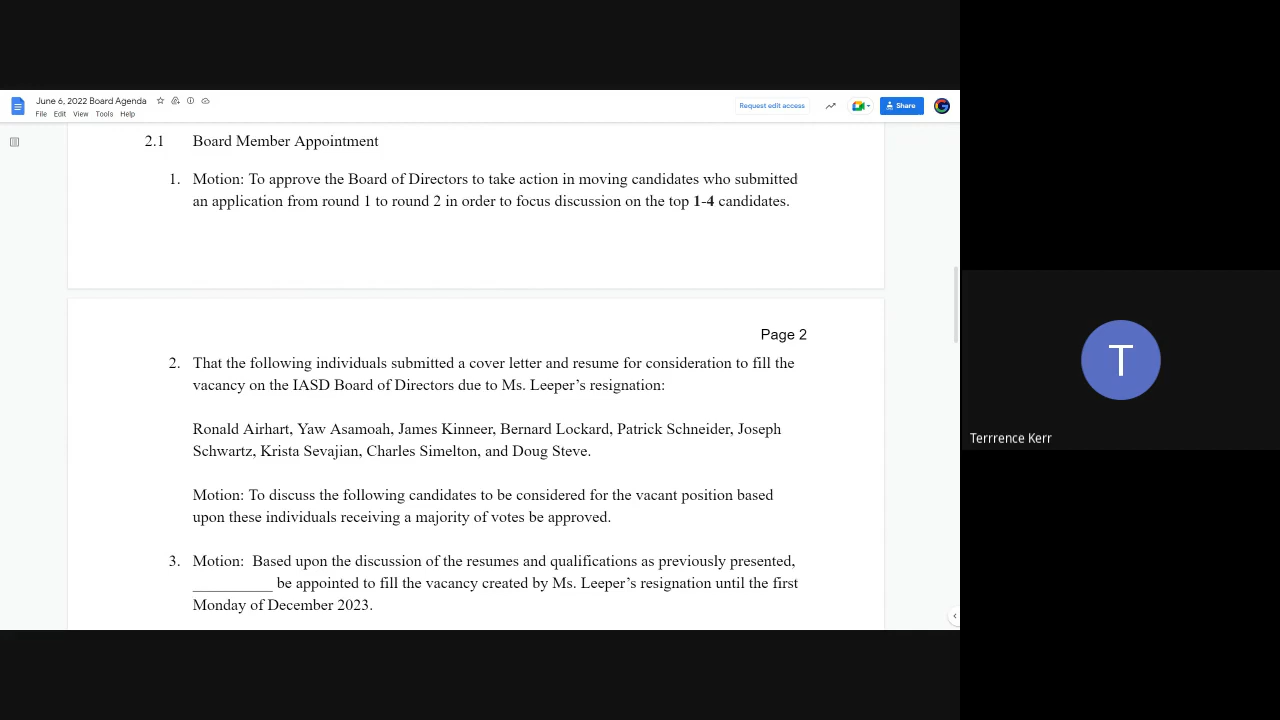 June 6, 2022 Board Agenda
File Edit View Tools Help
Request edit access
Share
2.1 Board Member Appointment
1. Motion: To approve the Board of Directors to take action in moving candidates who submitted
an application from round 1 to round 2 in order to focus discussion on the top 1-4 candidates.
Page 2
2. That the following individuals submitted a cover letter and resume for consideration to fill the
vacancy on the IASD Board of Directors due to Ms. Leeper’s resignation:
Ronald Airhart, Yaw Asamoah, James Kinneer, Bernard Lockard, Patrick Schneider, Joseph
Schwartz, Krista Sevajian, Charles Simelton, and Doug Steve.
Motion: To discuss the following candidates to be considered for the vacant position based
upon these individuals receiving a majority of votes be approved.
3. Motion:  Based upon the discussion of the resumes and qualifications as previously presented,
__________ be appointed to fill the vacancy created by Ms. Leeper’s resignation until the first
Monday of December 2023.
T
Terrrence Kerr